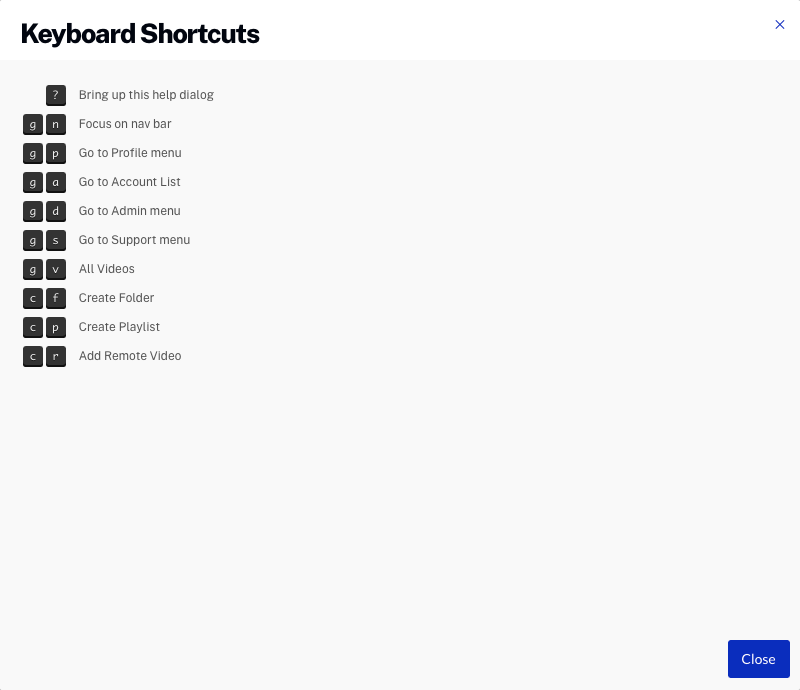 Keyboard Shortcuts
×
? Bring up this help dialog
g n Focus on nav bar
g p Go to Profile menu
g a Go to Account List
g d Go to Admin menu
g s Go to Support menu
g v All Videos
c f Create Folder
c p Create Playlist
c r Add Remote Video
Close